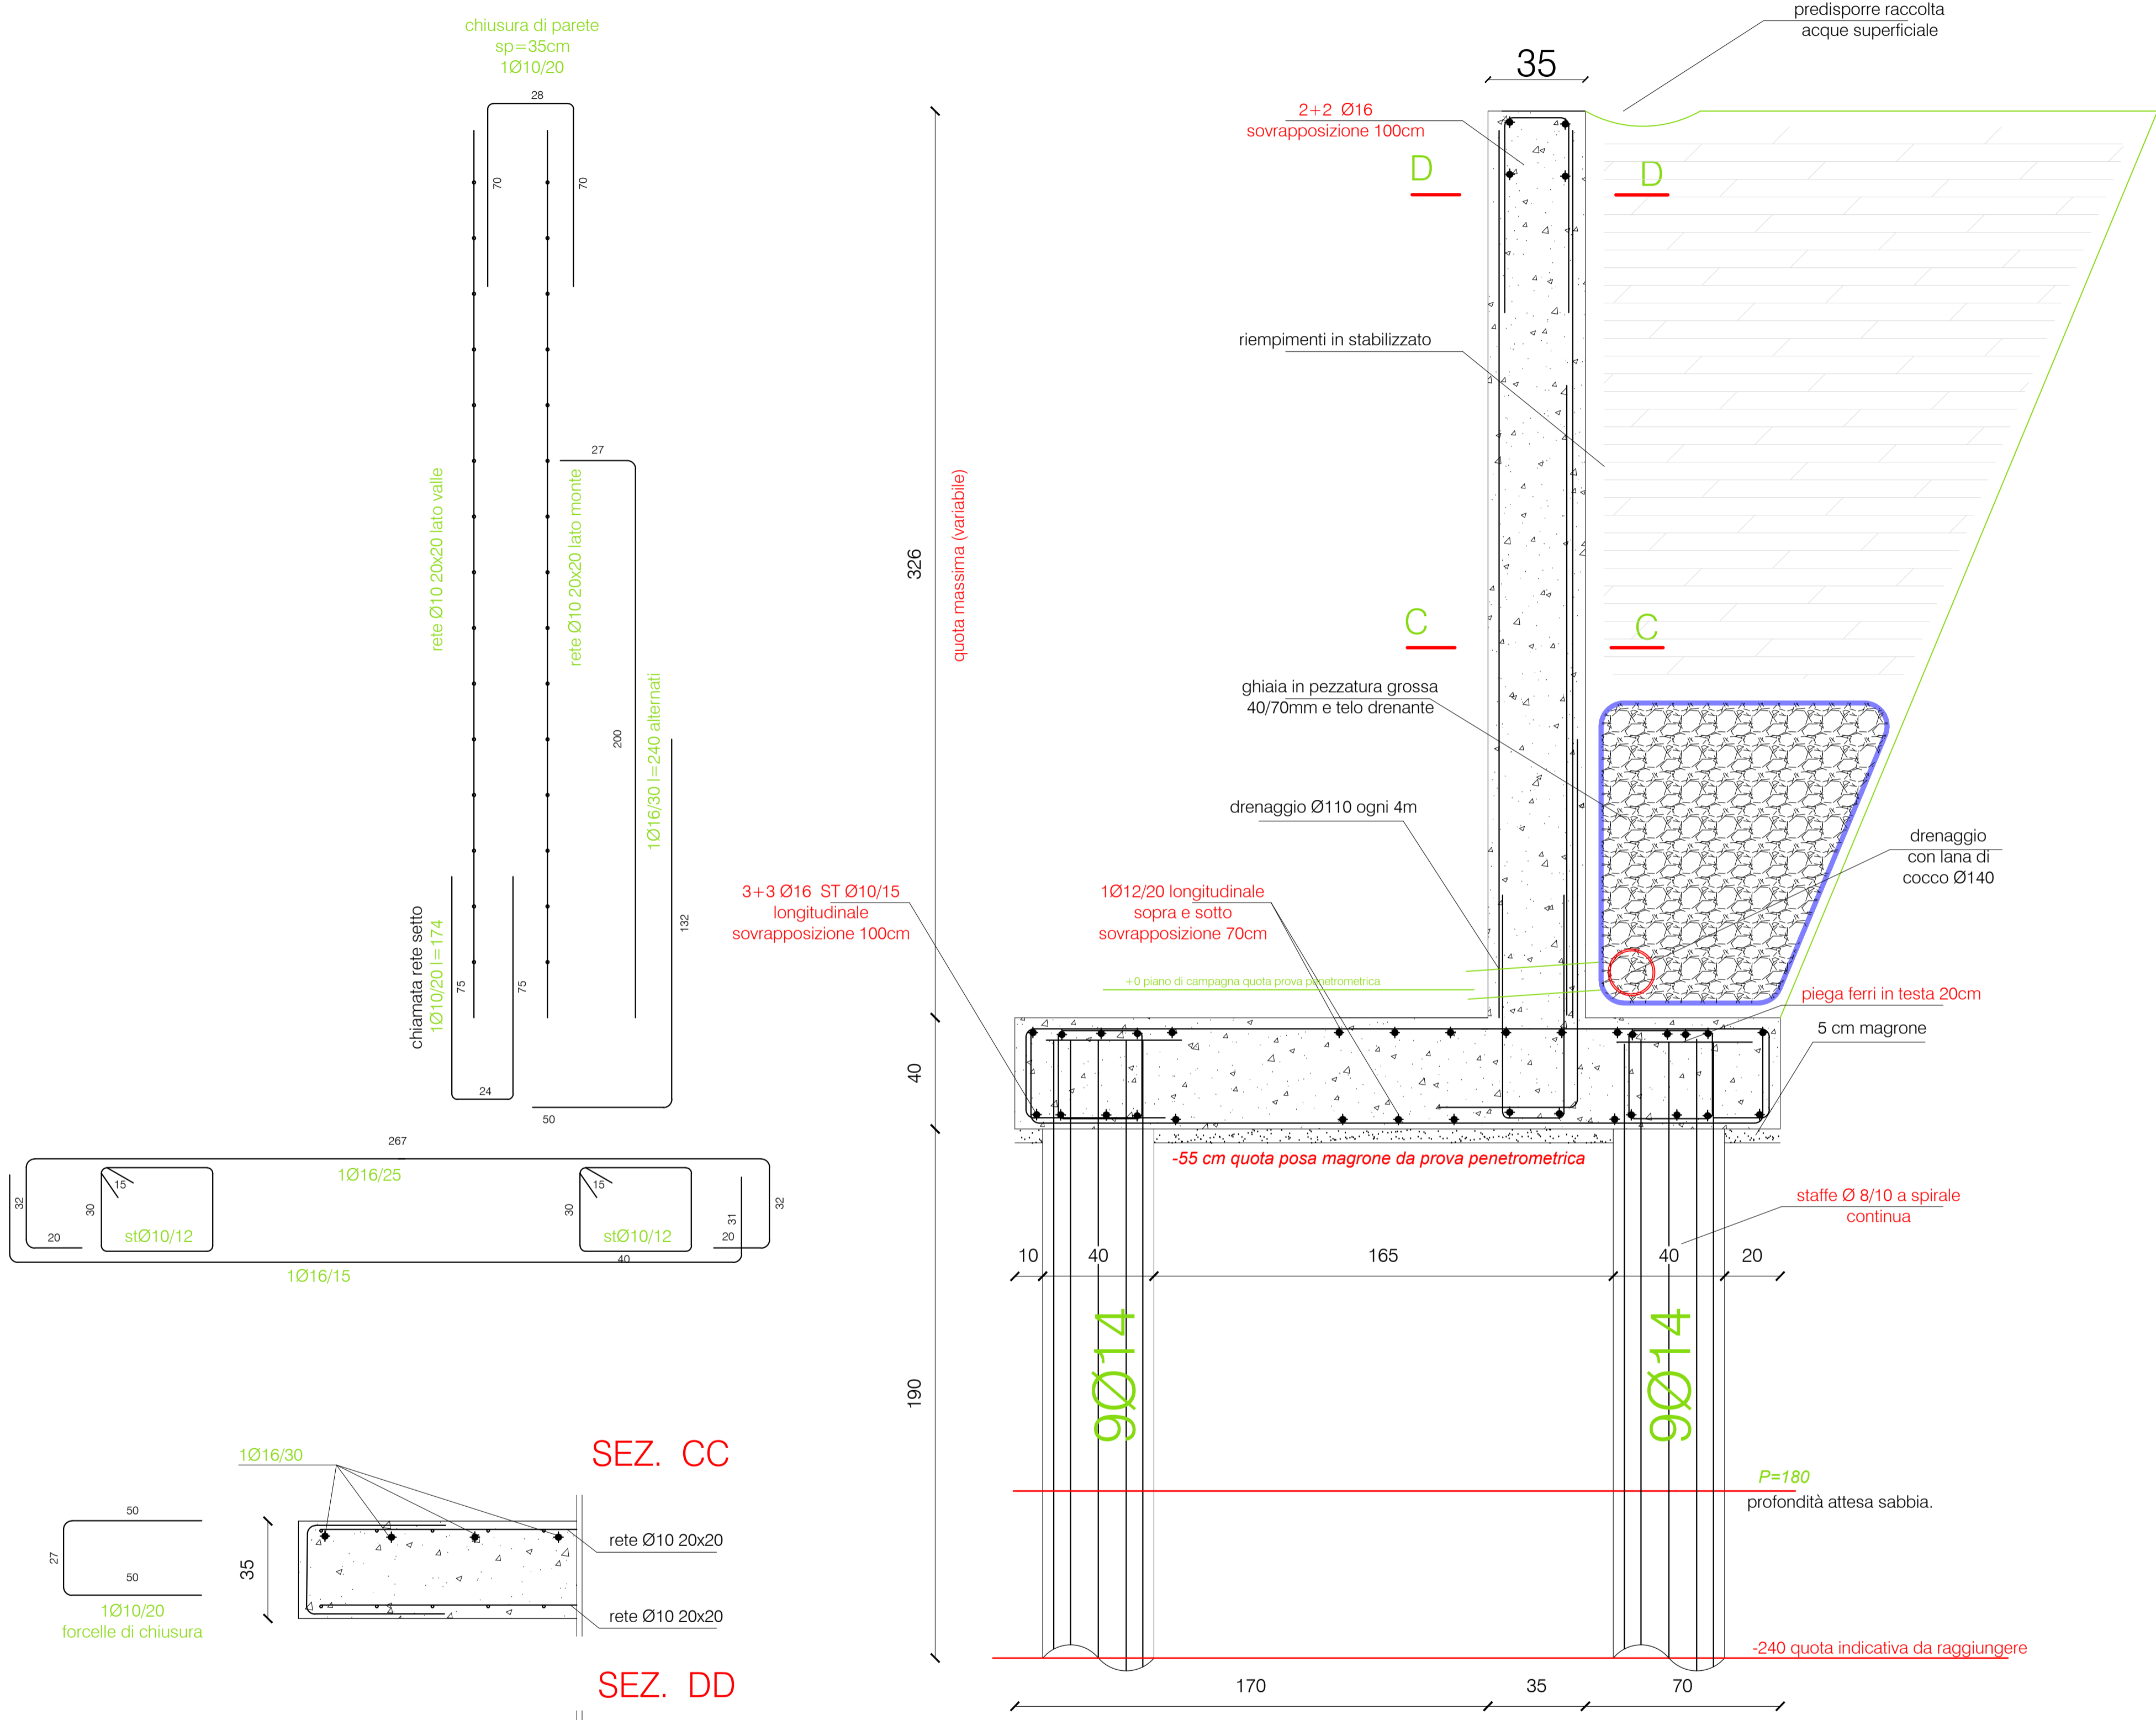 chiusura di parete
sp=35cm
1Ø10/20
28
70
70
rete Ø10 20x20 lato valle
rete Ø10 20x20 lato monte
27
200
1Ø16/30 l=240 alternati
132
chiamata rete setto
1Ø10/20 l=174
75
75
24
50
267
1Ø16/25
32
20
30
15
stØ10/12
30
15
stØ10/12
40
31
20
32
1Ø16/15
1Ø16/30
SEZ. CC
50
27
50
1Ø10/20
forcelle di chiusura
35
rete Ø10 20x20
rete Ø10 20x20
SEZ. DD
predisporre raccolta
acque superficiale
35
2+2 Ø16
sovrapposizione 100cm
D
D
326
quota massima (variabile)
riempimenti in stabilizzato
C
C
ghiaia in pezzatura grossa
40/70mm e telo drenante
drenaggio Ø110 ogni 4m
drenaggio
con lana di
cocco Ø140
3+3 Ø16 ST Ø10/15
longitudinale
sovrapposizione 100cm
1Ø12/20 longitudinale
sopra e sotto
sovrapposizione 70cm
+0 piano di campagna quota prova penetrometrica
piega ferri in testa 20cm
5 cm magrone
40
-55 cm quota posa magrone da prova penetrometrica
staffe Ø 8/10 a spirale
continua
10
40
165
40
20
190
9Ø14
9Ø14
P=180
profondità attesa sabbia.
-240 quota indicativa da raggiungere
170
35
70